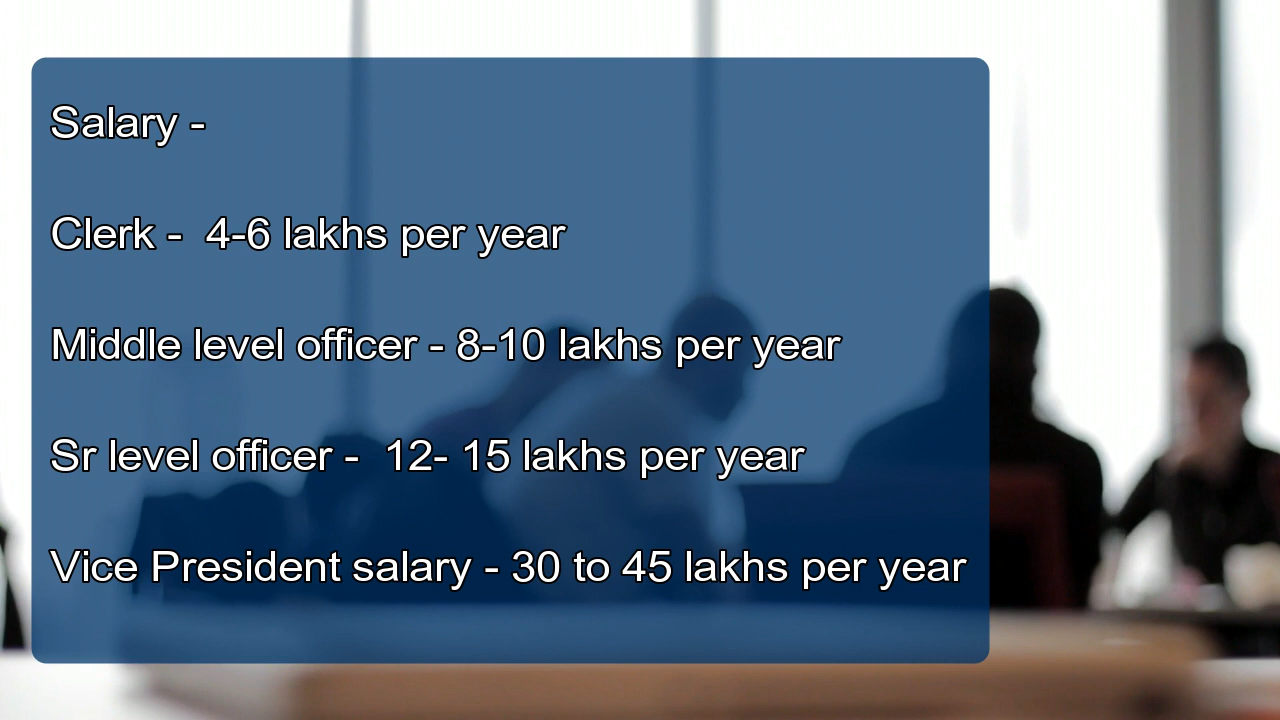 Salary -
Clerk -  4-6 lakhs per year
Middle level officer - 8-10 lakhs per year
Sr level officer -  12- 15 lakhs per year
Vice President salary - 30 to 45 lakhs per year